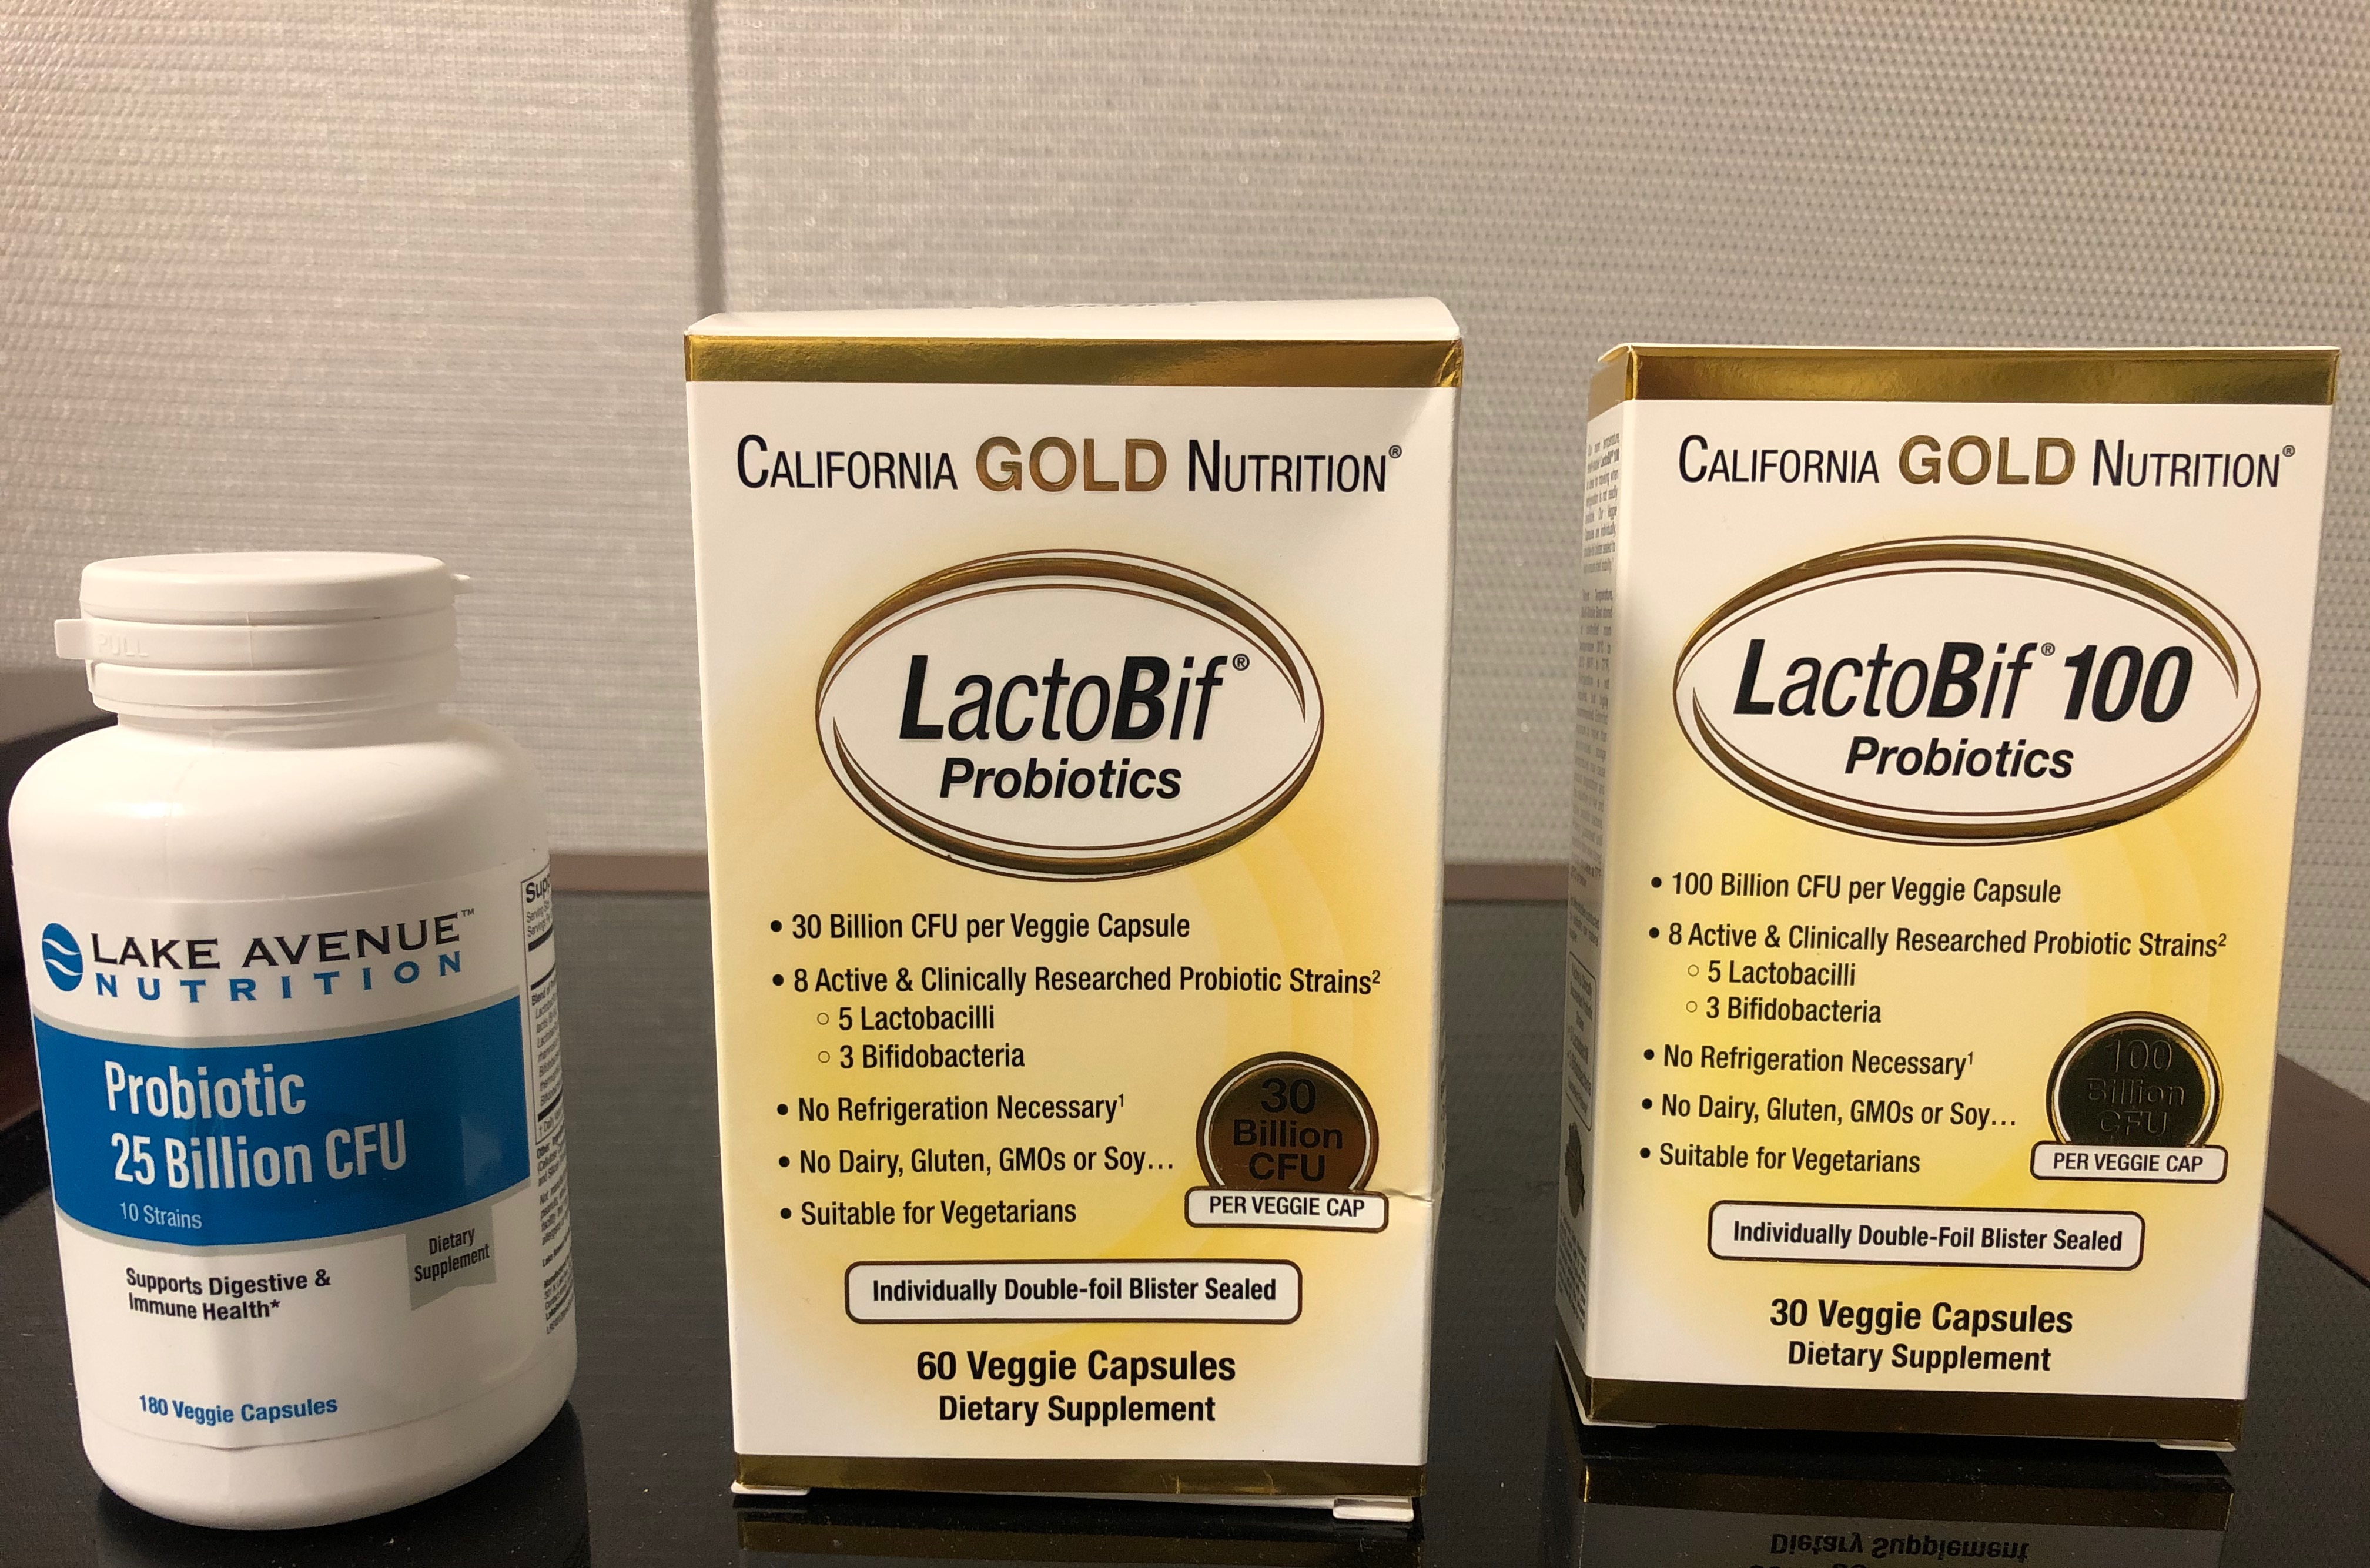 PULL
LAKE AVENUE™
NUTRITION
Probiotic
25 Billion CFU
10 Strains
Dietary
Supplement
Supports Digestive &
Immune Health*
180 Veggie Capsules
CALIFORNIA GOLD NUTRITION®
LactoBif®
Probiotics
• 30 Billion CFU per Veggie Capsule
• 8 Active & Clinically Researched Probiotic Strains²
○ 5 Lactobacilli
○ 3 Bifidobacteria
• No Refrigeration Necessary¹
• No Dairy, Gluten, GMOs or Soy...
• Suitable for Vegetarians
30
Billion
CFU
PER VEGGIE CAP
Individually Double-foil Blister Sealed
60 Veggie Capsules
Dietary Supplement
CALIFORNIA GOLD NUTRITION®
LactoBif® 100
Probiotics
• 100 Billion CFU per Veggie Capsule
• 8 Active & Clinically Researched Probiotic Strains²
○ 5 Lactobacilli
○ 3 Bifidobacteria
• No Refrigeration Necessary¹
• No Dairy, Gluten, GMOs or Soy...
• Suitable for Vegetarians
100
Billion
CFU
PER VEGGIE CAP
Individually Double-Foil Blister Sealed
30 Veggie Capsules
Dietary Supplement
Dietary Supplement